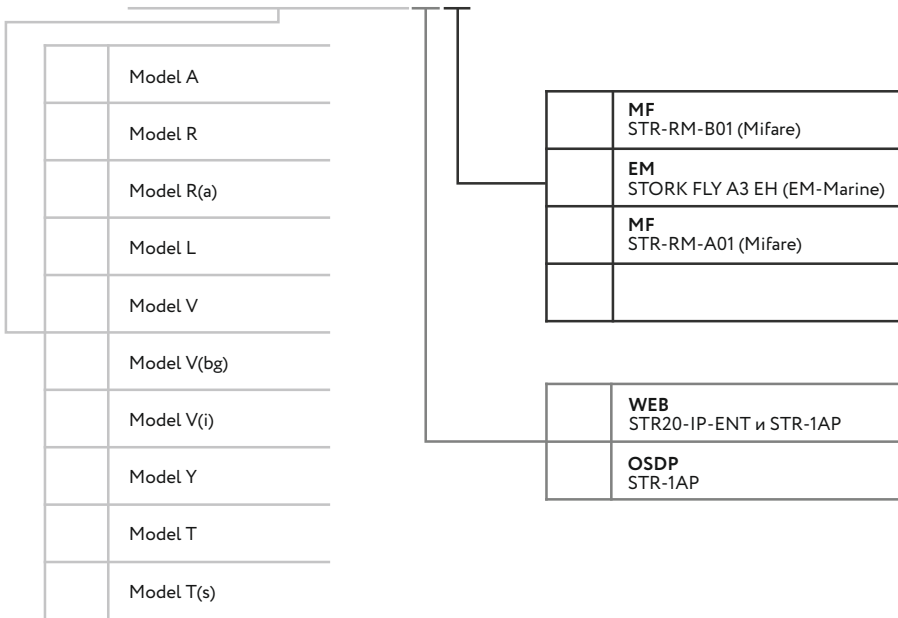 Model A
Model R
Model R(a)
Model L
Model V
Model V(bg)
Model V(i)
Model Y
Model T
Model T(s)
MF
STR-RM-B01 (Mifare)
EM
STORK FLY A3 EH (EM-Marine)
MF
STR-RM-A01 (Mifare)
WEB
STR20-IP-ENT и STR-1AP
OSDP
STR-1AP